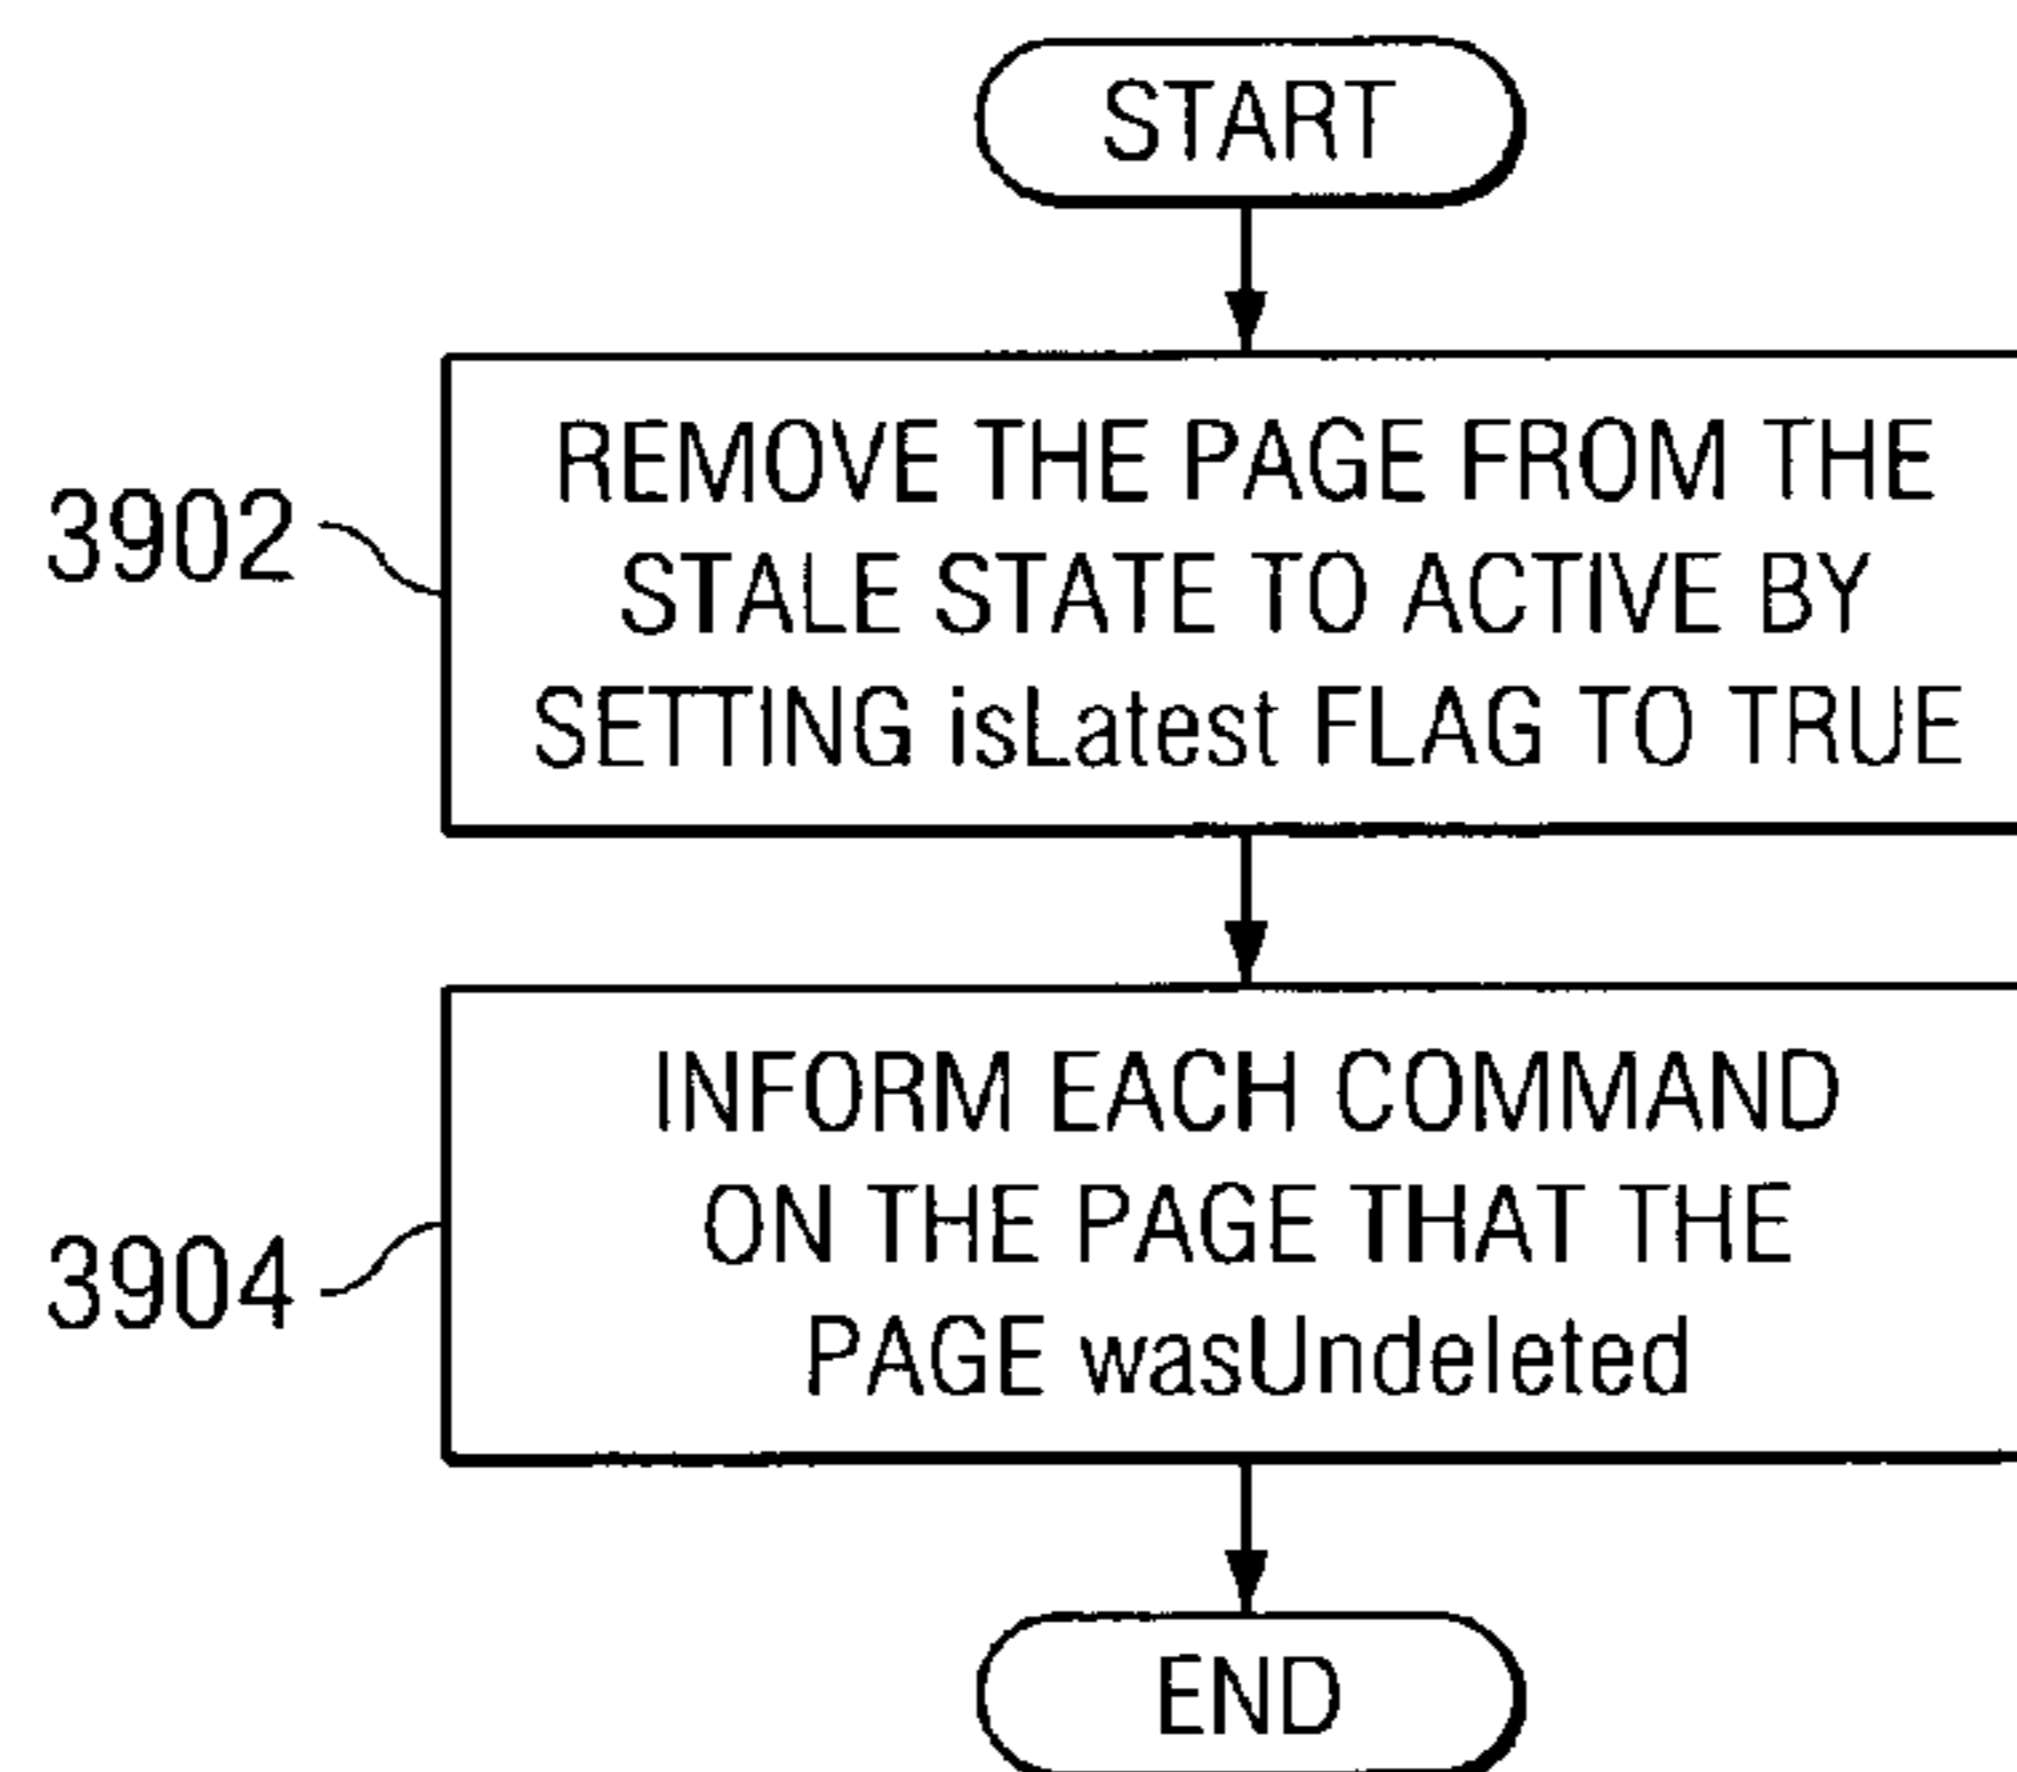 START
3902
REMOVE THE PAGE FROM THE
STALE STATE TO ACTIVE BY
SETTING isLatest FLAG TO TRUE
3904
INFORM EACH COMMAND
ON THE PAGE THAT THE
PAGE wasUndeleted
END